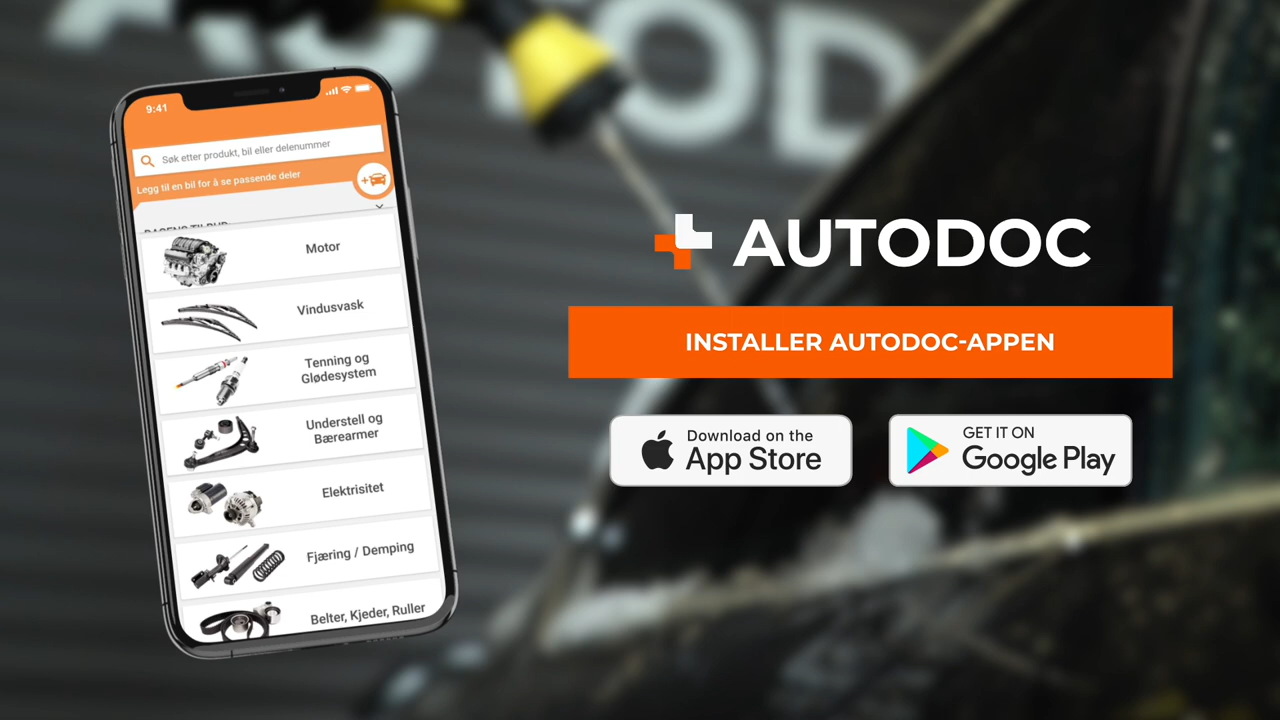 9:41
Søk etter produkt, bil eller delenummer
Legg til en bil for å se passende deler
Motor
Vindusvask
Tenning og
Glødesystem
Understell og
Bærearmer
Elektrisitet
Fjæring / Demping
Belter, Kjeder, Ruller
AUTODOC
INSTALLER AUTODOC-APPEN
Download on the
App Store
GET IT ON
Google Play